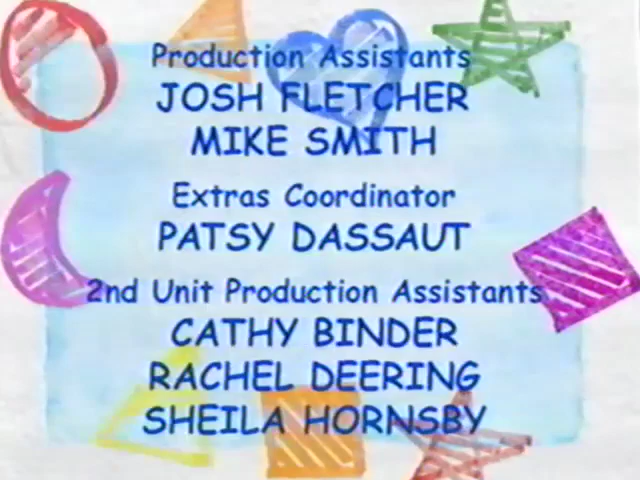 Production Assistants
JOSH FLETCHER
MIKE SMITH
Extras Coordinator
PATSY DASSAUT
2nd Unit Production Assistants
CATHY BINDER
RACHEL DEERING
SHEILA HORNSBY